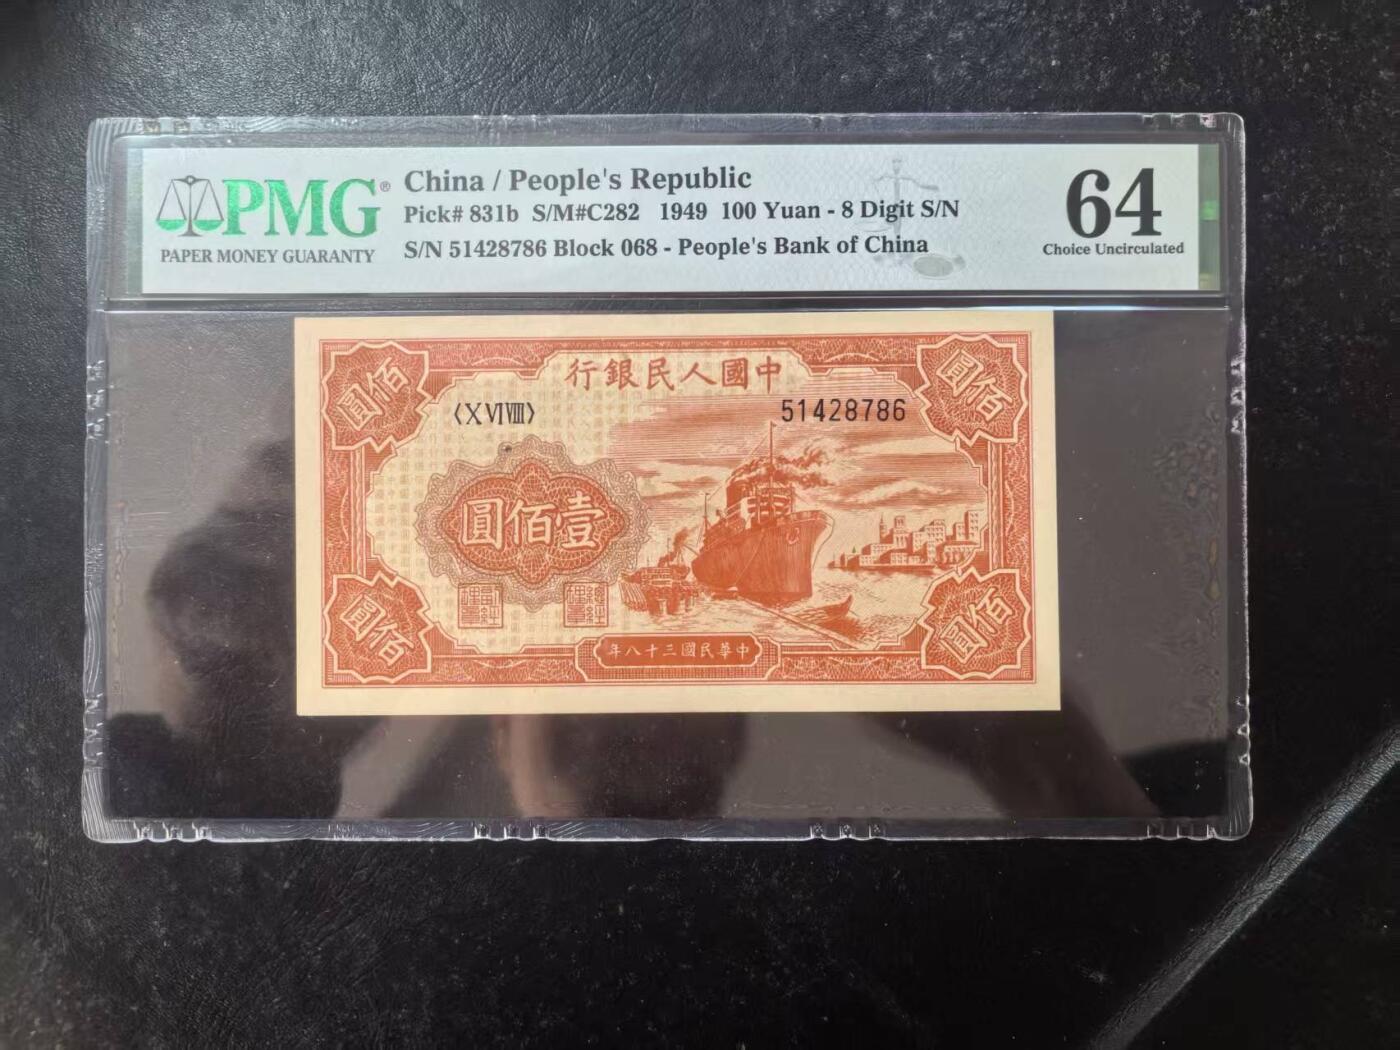 PMG®
PAPER MONEY GUARANTY
China / People's Republic
Pick# 831b S/M#C282 1949 100 Yuan - 8 Digit S/N
S/N 51428786 Block 068 - People's Bank of China
64
Choice Uncirculated
佰圓
行銀民人國中
佰圓
〈X VI VIII〉
51428786
圓佰壹
佰圓
年八十三國民華中
佰圓